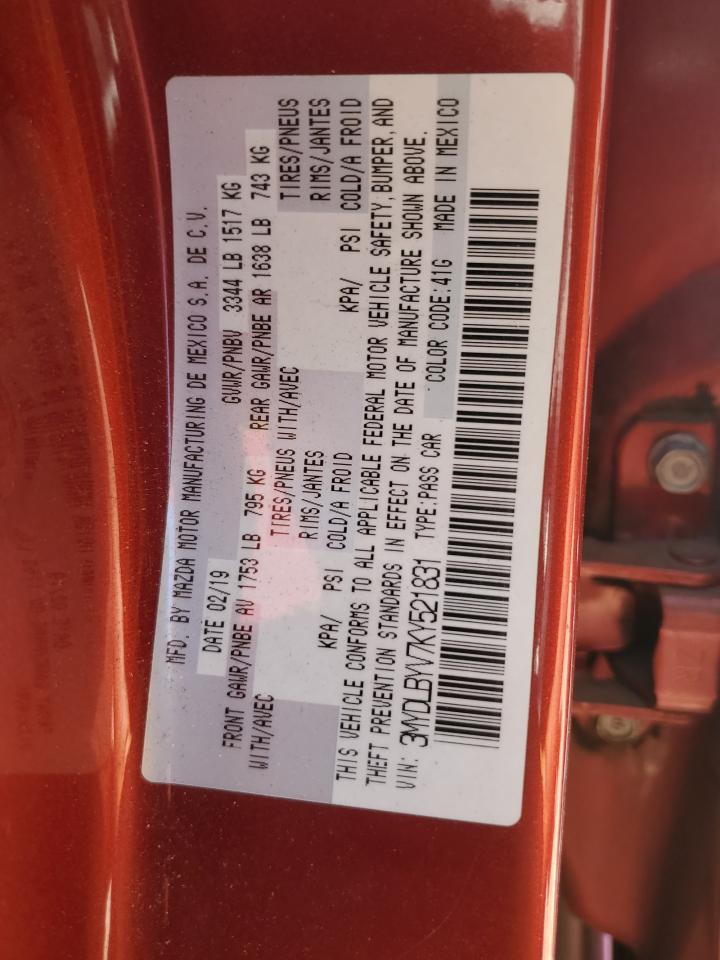 MFD. BY MAZDA MOTOR MANUFACTURING DE MEXICO S.A. DE C.V.
DATE 02/19 GVWR/PNBV 3344 LB 1517 KG
FRONT GAWR/PNBE AV 1753 LB 795 KG REAR GAWR/PNBE AR 1638 LB 743 KG
WITH/AVEC TIRES/PNEUS WITH/AVEC TIRES/PNEUS
RIMS/JANTES RIMS/JANTES
KPA/ PSI COLD/A FROID KPA/ PSI COLD/A FROID
THIS VEHICLE CONFORMS TO ALL APPLICABLE FEDERAL MOTOR VEHICLE SAFETY, BUMPER, AND
THEFT PREVENTION STANDARDS IN EFFECT ON THE DATE OF MANUFACTURE SHOWN ABOVE.
VIN: 3MYDLBYV7KY521831 TYPE:PASS CAR COLOR CODE:41G MADE IN MEXICO